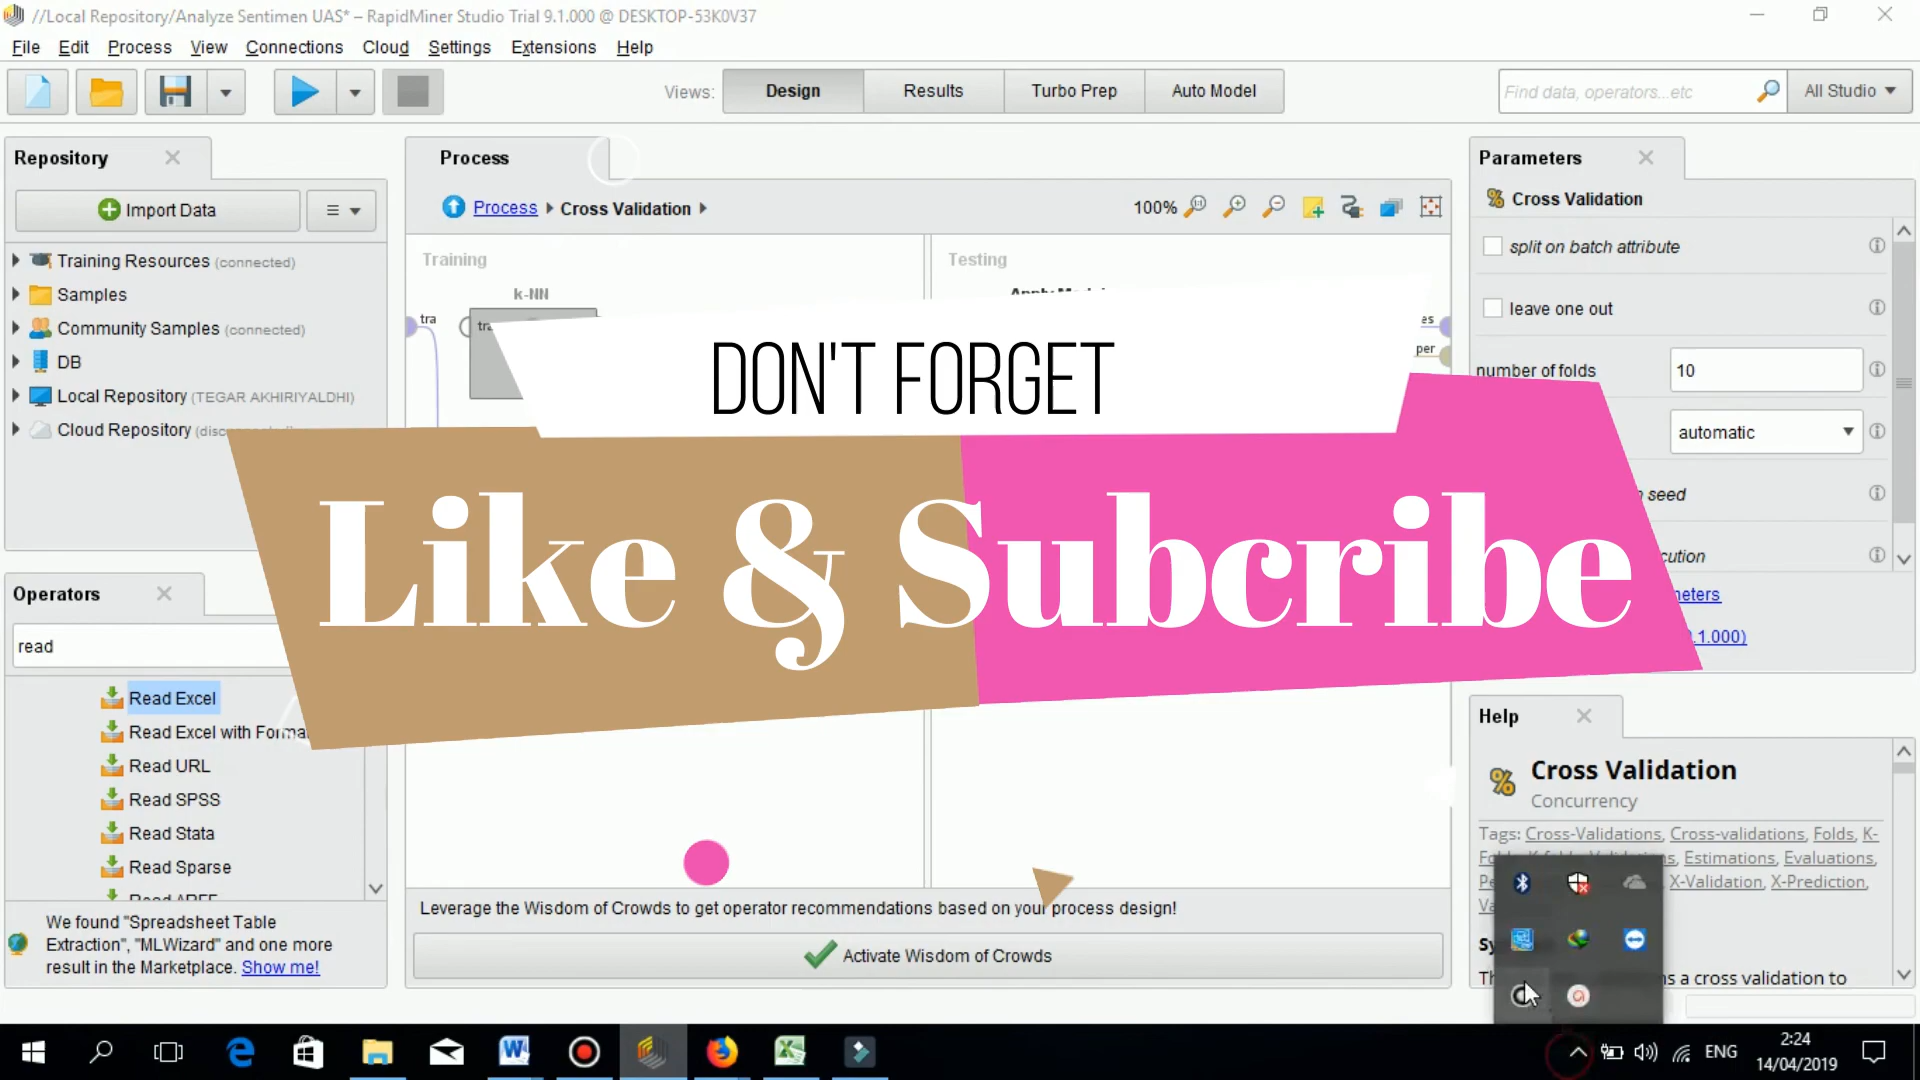 //Local Repository/Analyze Sentimen UAS* – RapidMiner Studio Trial 9.1.000 @ DESKTOP-53K0V37
File Edit Process View Connections Cloud Settings Extensions Help
Views: Design Results Turbo Prep Auto Model
Find data, operators...etc
All Studio
Repository
Import Data
Training Resources (connected)
Samples
Community Samples (connected)
DB
Local Repository (TEGAR AKHIRIYALDHI)
Cloud Repository
Operators
read
Read Excel
Read Excel with
Read URL
Read SPSS
Read Stata
Read Sparse
We found "Spreadsheet Table
Extraction", "MLWizard" and one more
result in the Marketplace. Show me!
Process
Process Cross Validation
100%
Training
Testing
k-NN
tra
tra
es
per
DON'T FORGET
Like & Subcribe
Leverage the Wisdom of Crowds to get operator recommendations based on your process design!
Activate Wisdom of Crowds
Parameters
Cross Validation
split on batch attribute
leave one out
number of folds 10
automatic
seed
Help
Cross Validation
Concurrency
Tags: Cross-Validations, Cross-validations, Folds, K-
Estimations, Evaluations,
X-Validation, X-Prediction,
a cross validation to
ENG
2:24
14/04/2019